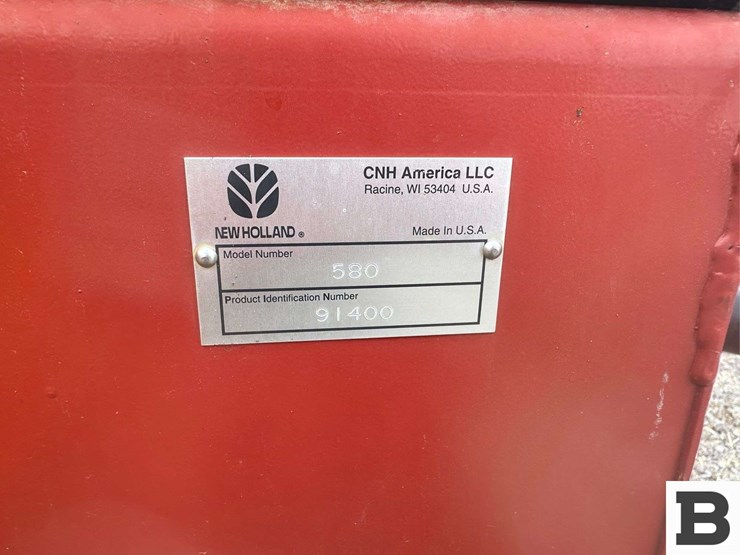 CNH America LLC
Racine, WI 53404 U.S.A.
NEW HOLLAND ®
Made In U.S.A.
Model Number
580
Product Identification Number
91400
B